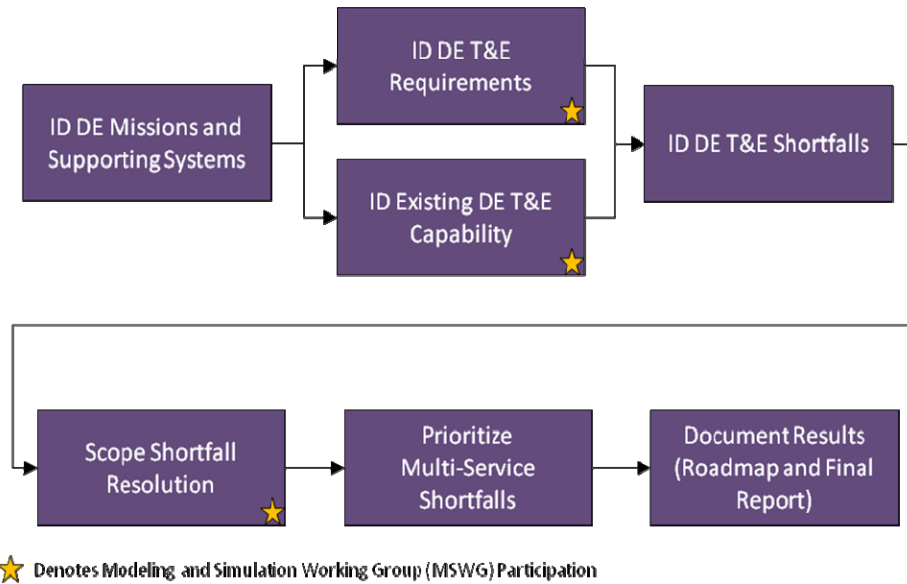 ID DE T&E
Requirements
ID DE Missions and
Supporting Systems
ID DE T&E Shortfalls
ID Existing DE T&E
Capability
Scope Shortfall
Resolution
Prioritize
Multi-Service
Shortfalls
Document Results
(Roadmap and Final
Report)
Denotes Modeling and Simulation Working Group (MSWG) Participation